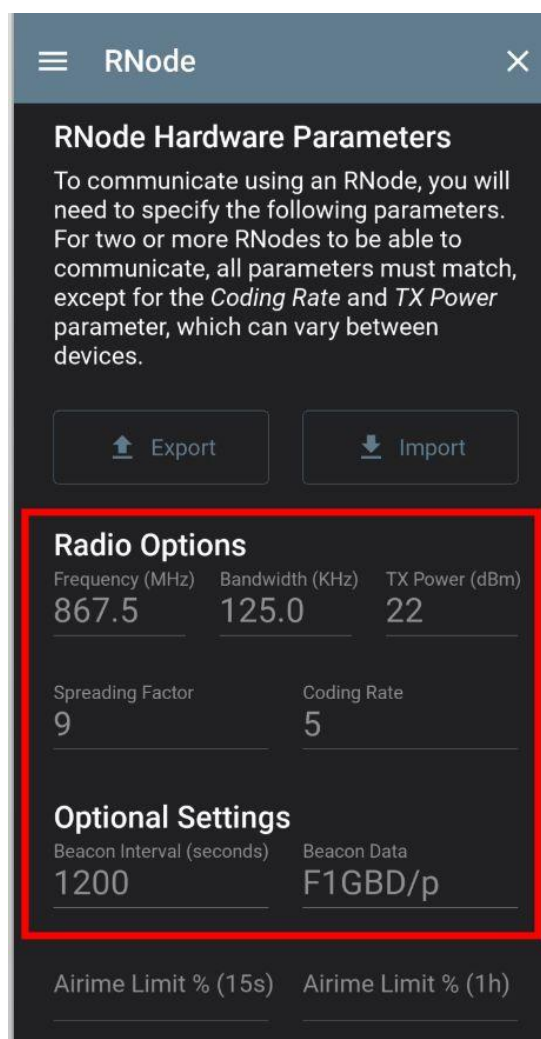 RNode
RNode Hardware Parameters
To communicate using an RNode, you will
need to specify the following parameters.
For two or more RNodes to be able to
communicate, all parameters must match,
except for the Coding Rate and TX Power
parameter, which can vary between
devices.
Export Import
Radio Options
Frequency (MHz) Bandwidth (KHz) TX Power (dBm)
867.5 125.0 22
Spreading Factor Coding Rate
9 5
Optional Settings
Beacon Interval (seconds) Beacon Data
1200 F1GBD/p
Airime Limit % (15s) Airime Limit % (1h)